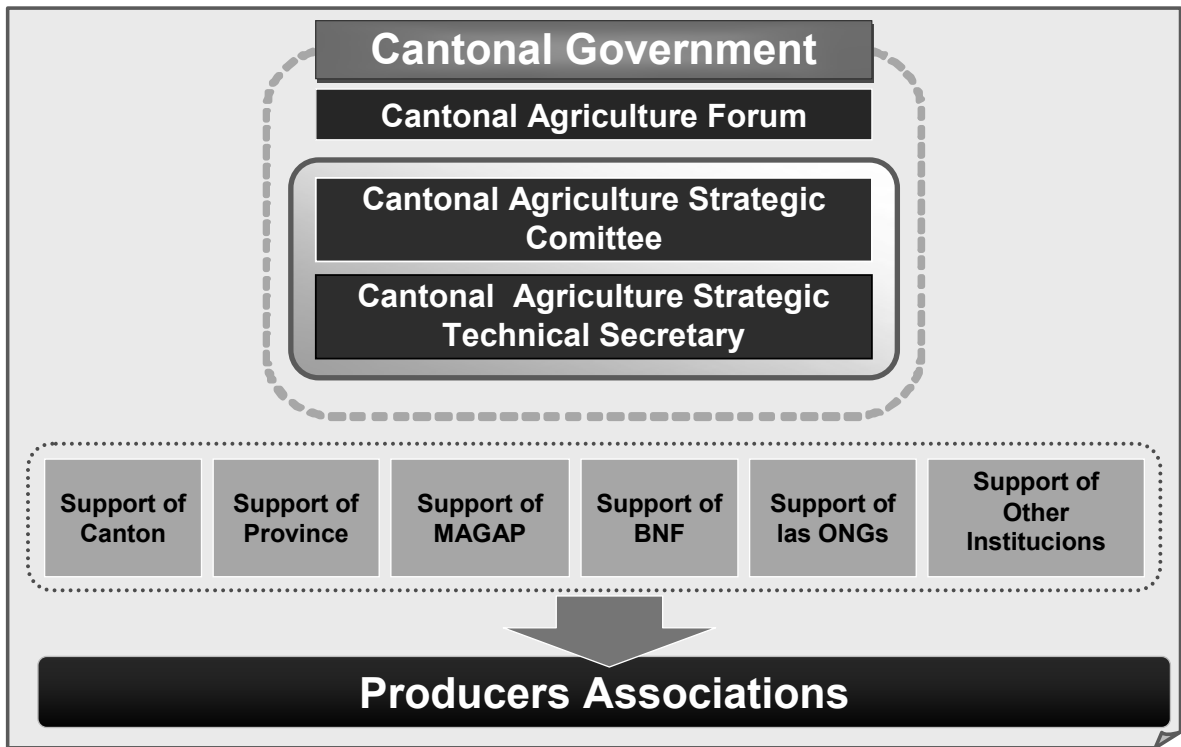 Cantonal Government
Cantonal Agriculture Forum
Cantonal Agriculture Strategic
Comittee
Cantonal Agriculture Strategic
Technical Secretary
Support of
Canton
Support of
Province
Support of
MAGAP
Support of
BNF
Support of
las ONGs
Support of
Other
Institucions
Producers Associations